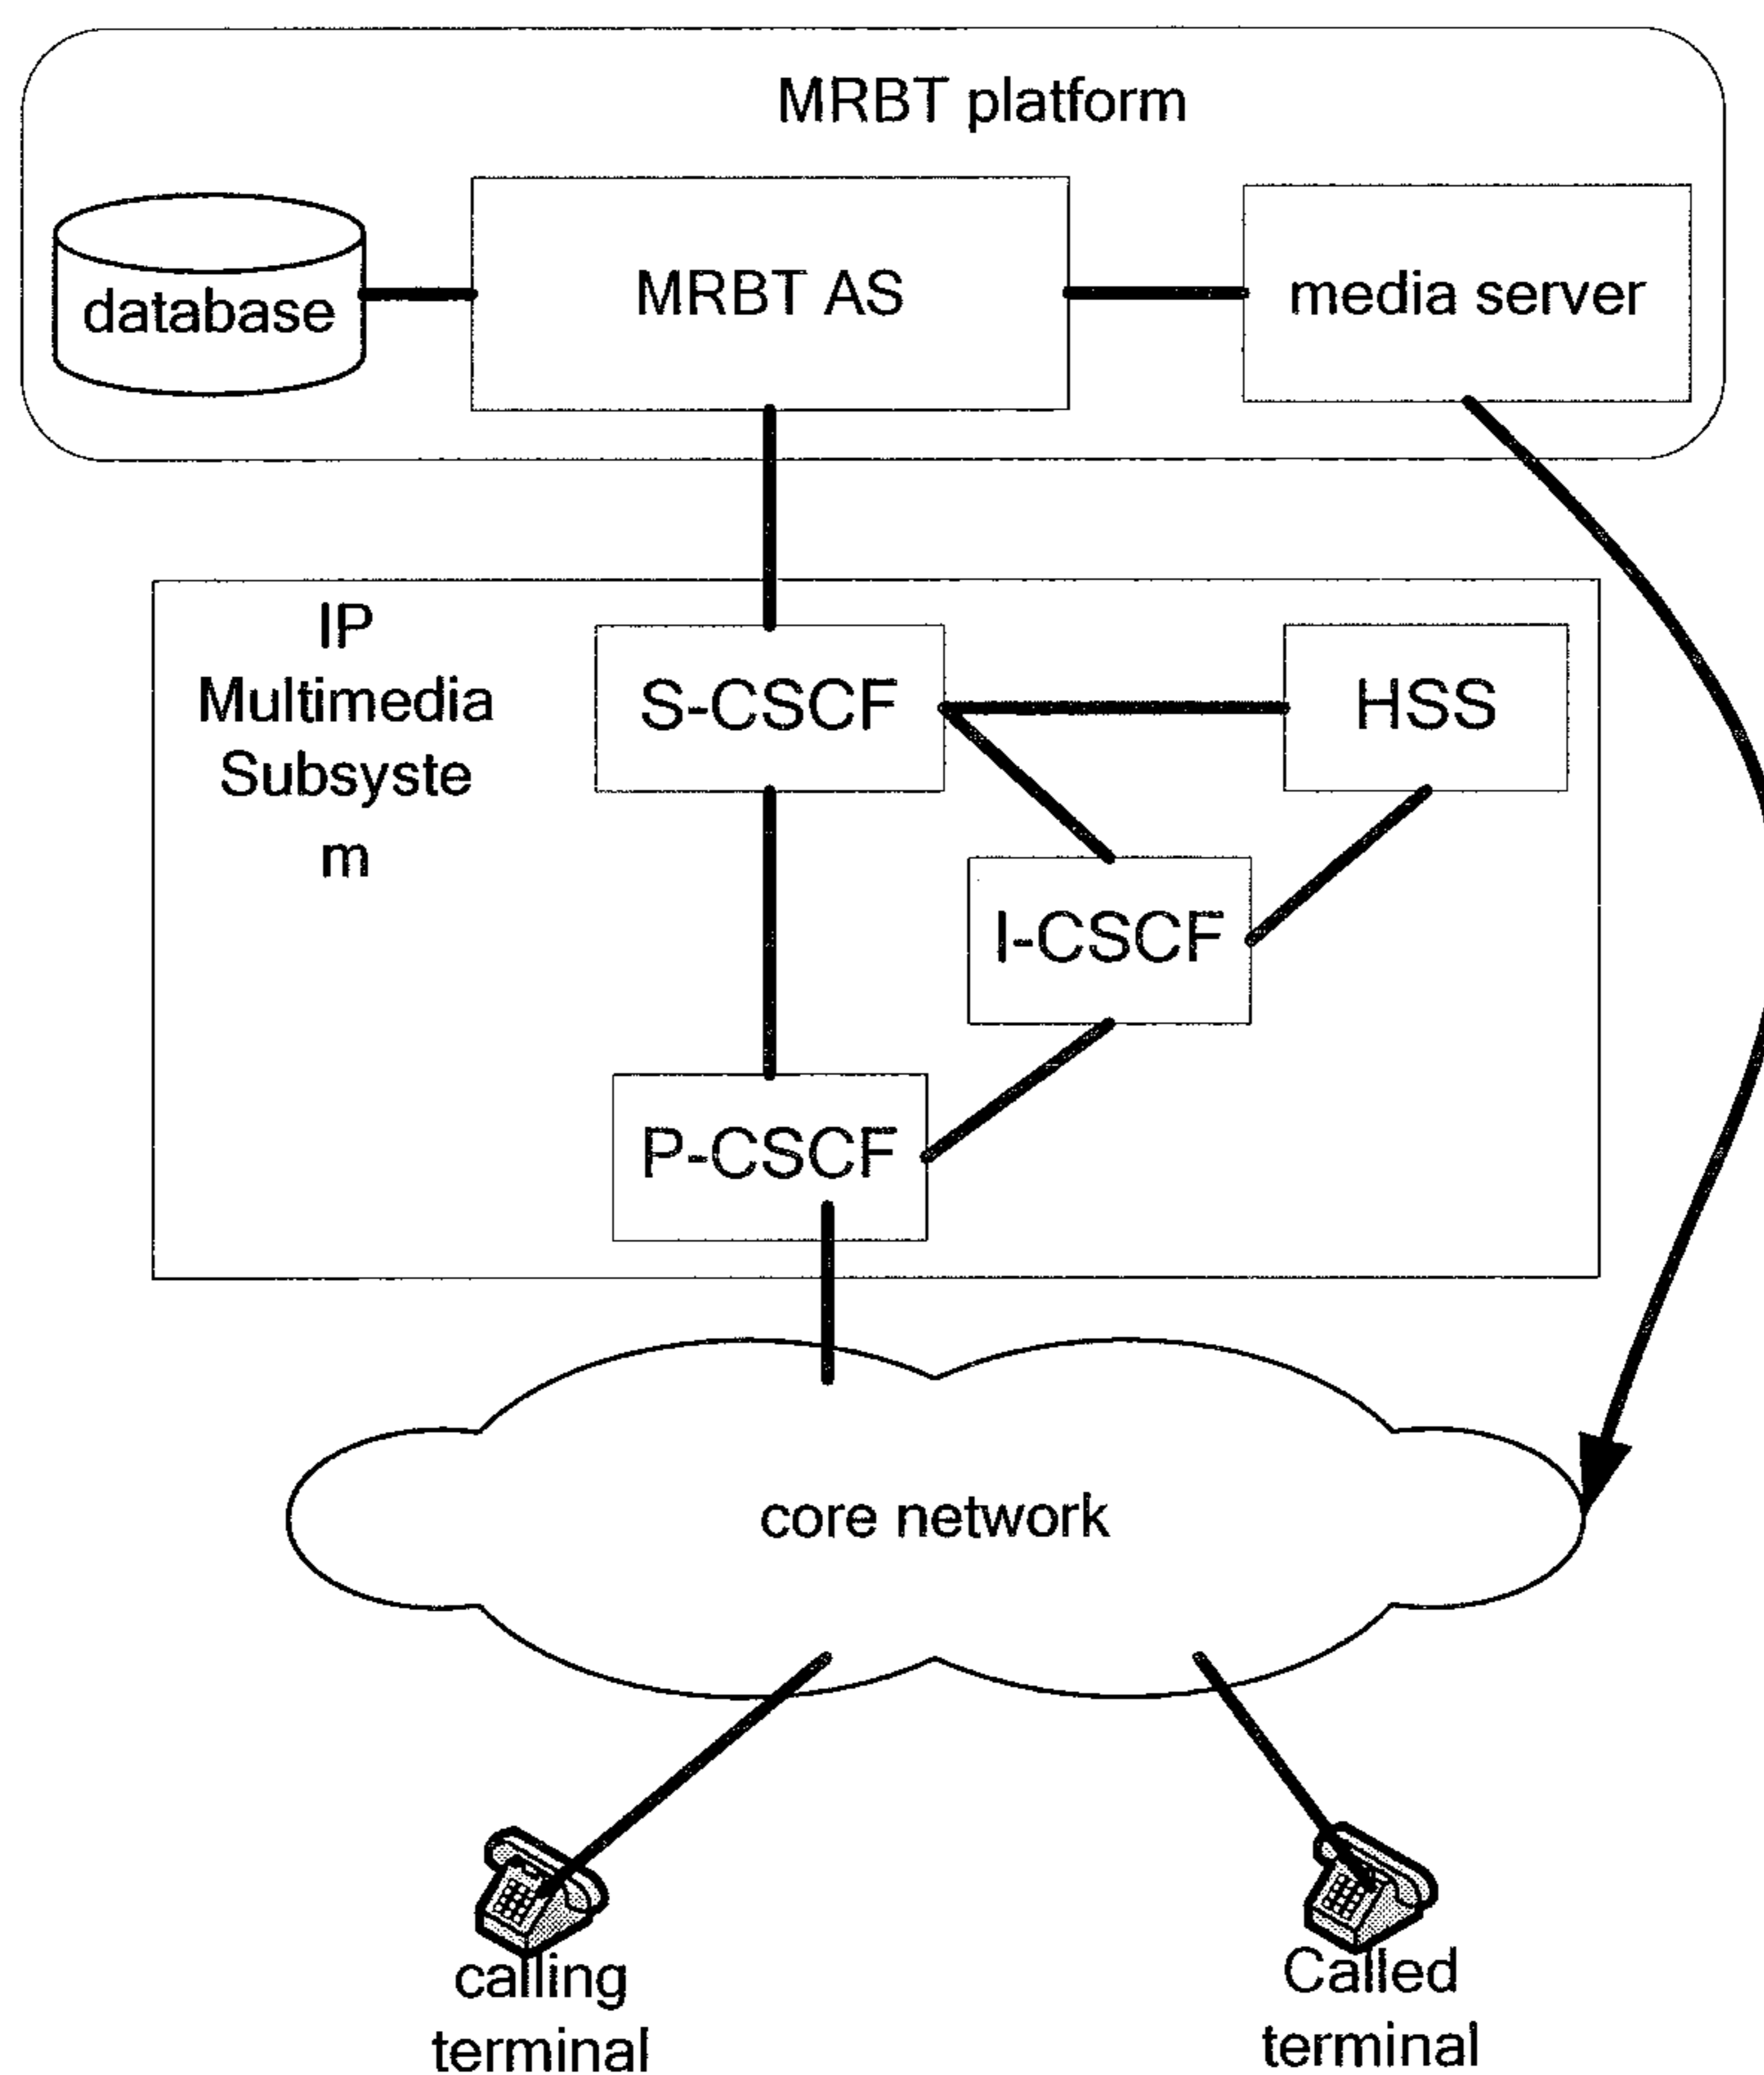 MRBT platform
database
MRBT AS
media server
IP
Multimedia
Subsyste
m
S-CSCF
HSS
I-CSCF
P-CSCF
core network
calling
terminal
Called
terminal